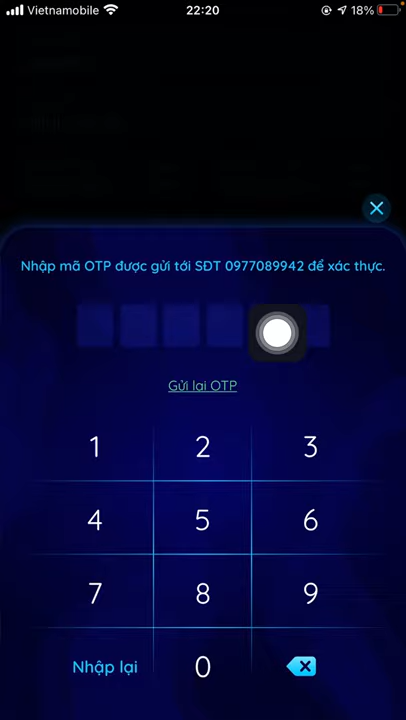 Vietnamobile 22:20 18%
Nhập mã OTP được gửi tới SĐT 0977089942 để xác thực.
Gửi lại OTP
1 2 3
4 5 6
7 8 9
Nhập lại 0